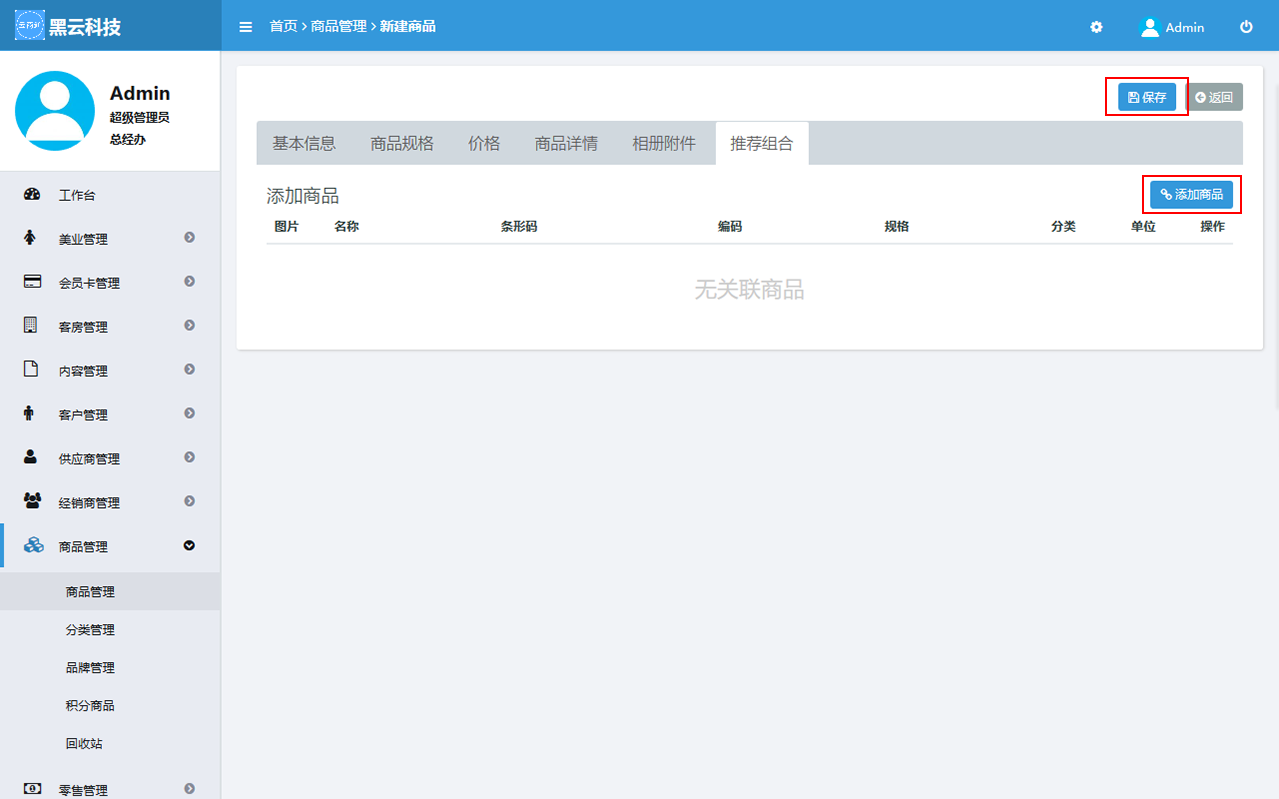 黑云科技
首页 > 商品管理 > 新建商品
Admin
Admin
超级管理员
总经办
工作台
美业管理
会员卡管理
客房管理
内容管理
客户管理
供应商管理
经销商管理
商品管理
商品管理
分类管理
品牌管理
积分商品
回收站
零售管理
保存
返回
基本信息 商品规格 价格 商品详情 相册附件 推荐组合
添加商品
添加商品
图片 名称 条形码 编码 规格 分类 单位 操作
无关联商品